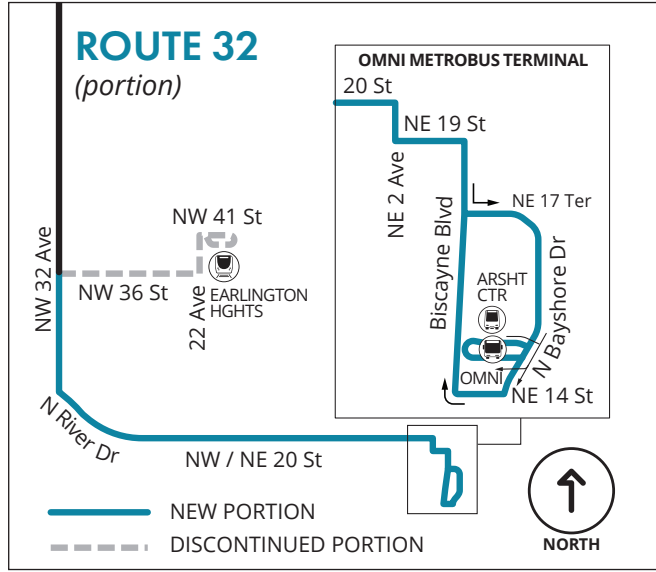 ROUTE 32
(portion)
OMNI METROBUS TERMINAL
20 St
NE 19 St
NE 2 Ave
NE 17 Ter
Biscayne Blvd
ARSHT
CTR
N Bayshore Dr
OMNI
NE 14 St
NW 41 St
NW 32 Ave
NW 36 St
22 Ave
EARLINGTON
HGHTS
N River Dr
NW / NE 20 St
NEW PORTION
DISCONTINUED PORTION
NORTH